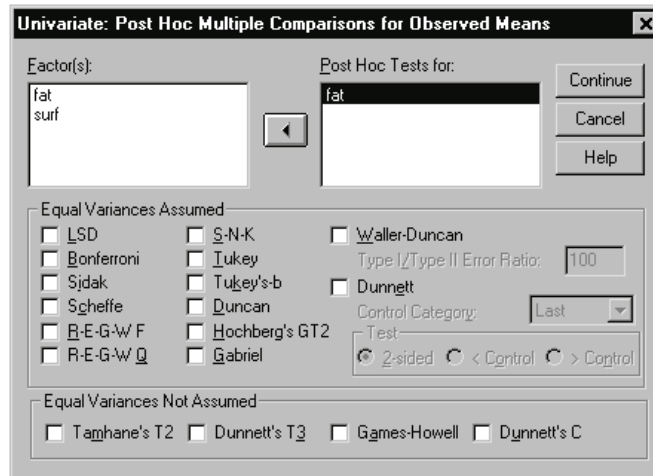 Univariate: Post Hoc Multiple Comparisons for Observed Means
Factor(s):
fat
surf
Post Hoc Tests for:
fat
Continue
Cancel
Help
Equal Variances Assumed
LSD
Bonferroni
Sidak
Scheffe
R-E-G-W F
R-E-G-W Q
S-N-K
Tukey
Tukey's-b
Duncan
Hochberg's GT2
Gabriel
Waller-Duncan
Type I/Type II Error Ratio: 100
Dunnett
Control Category: Last
Test
2-sided < Control > Control
Equal Variances Not Assumed
Tamhane's T2 Dunnett's T3 Games-Howell Dunnett's C